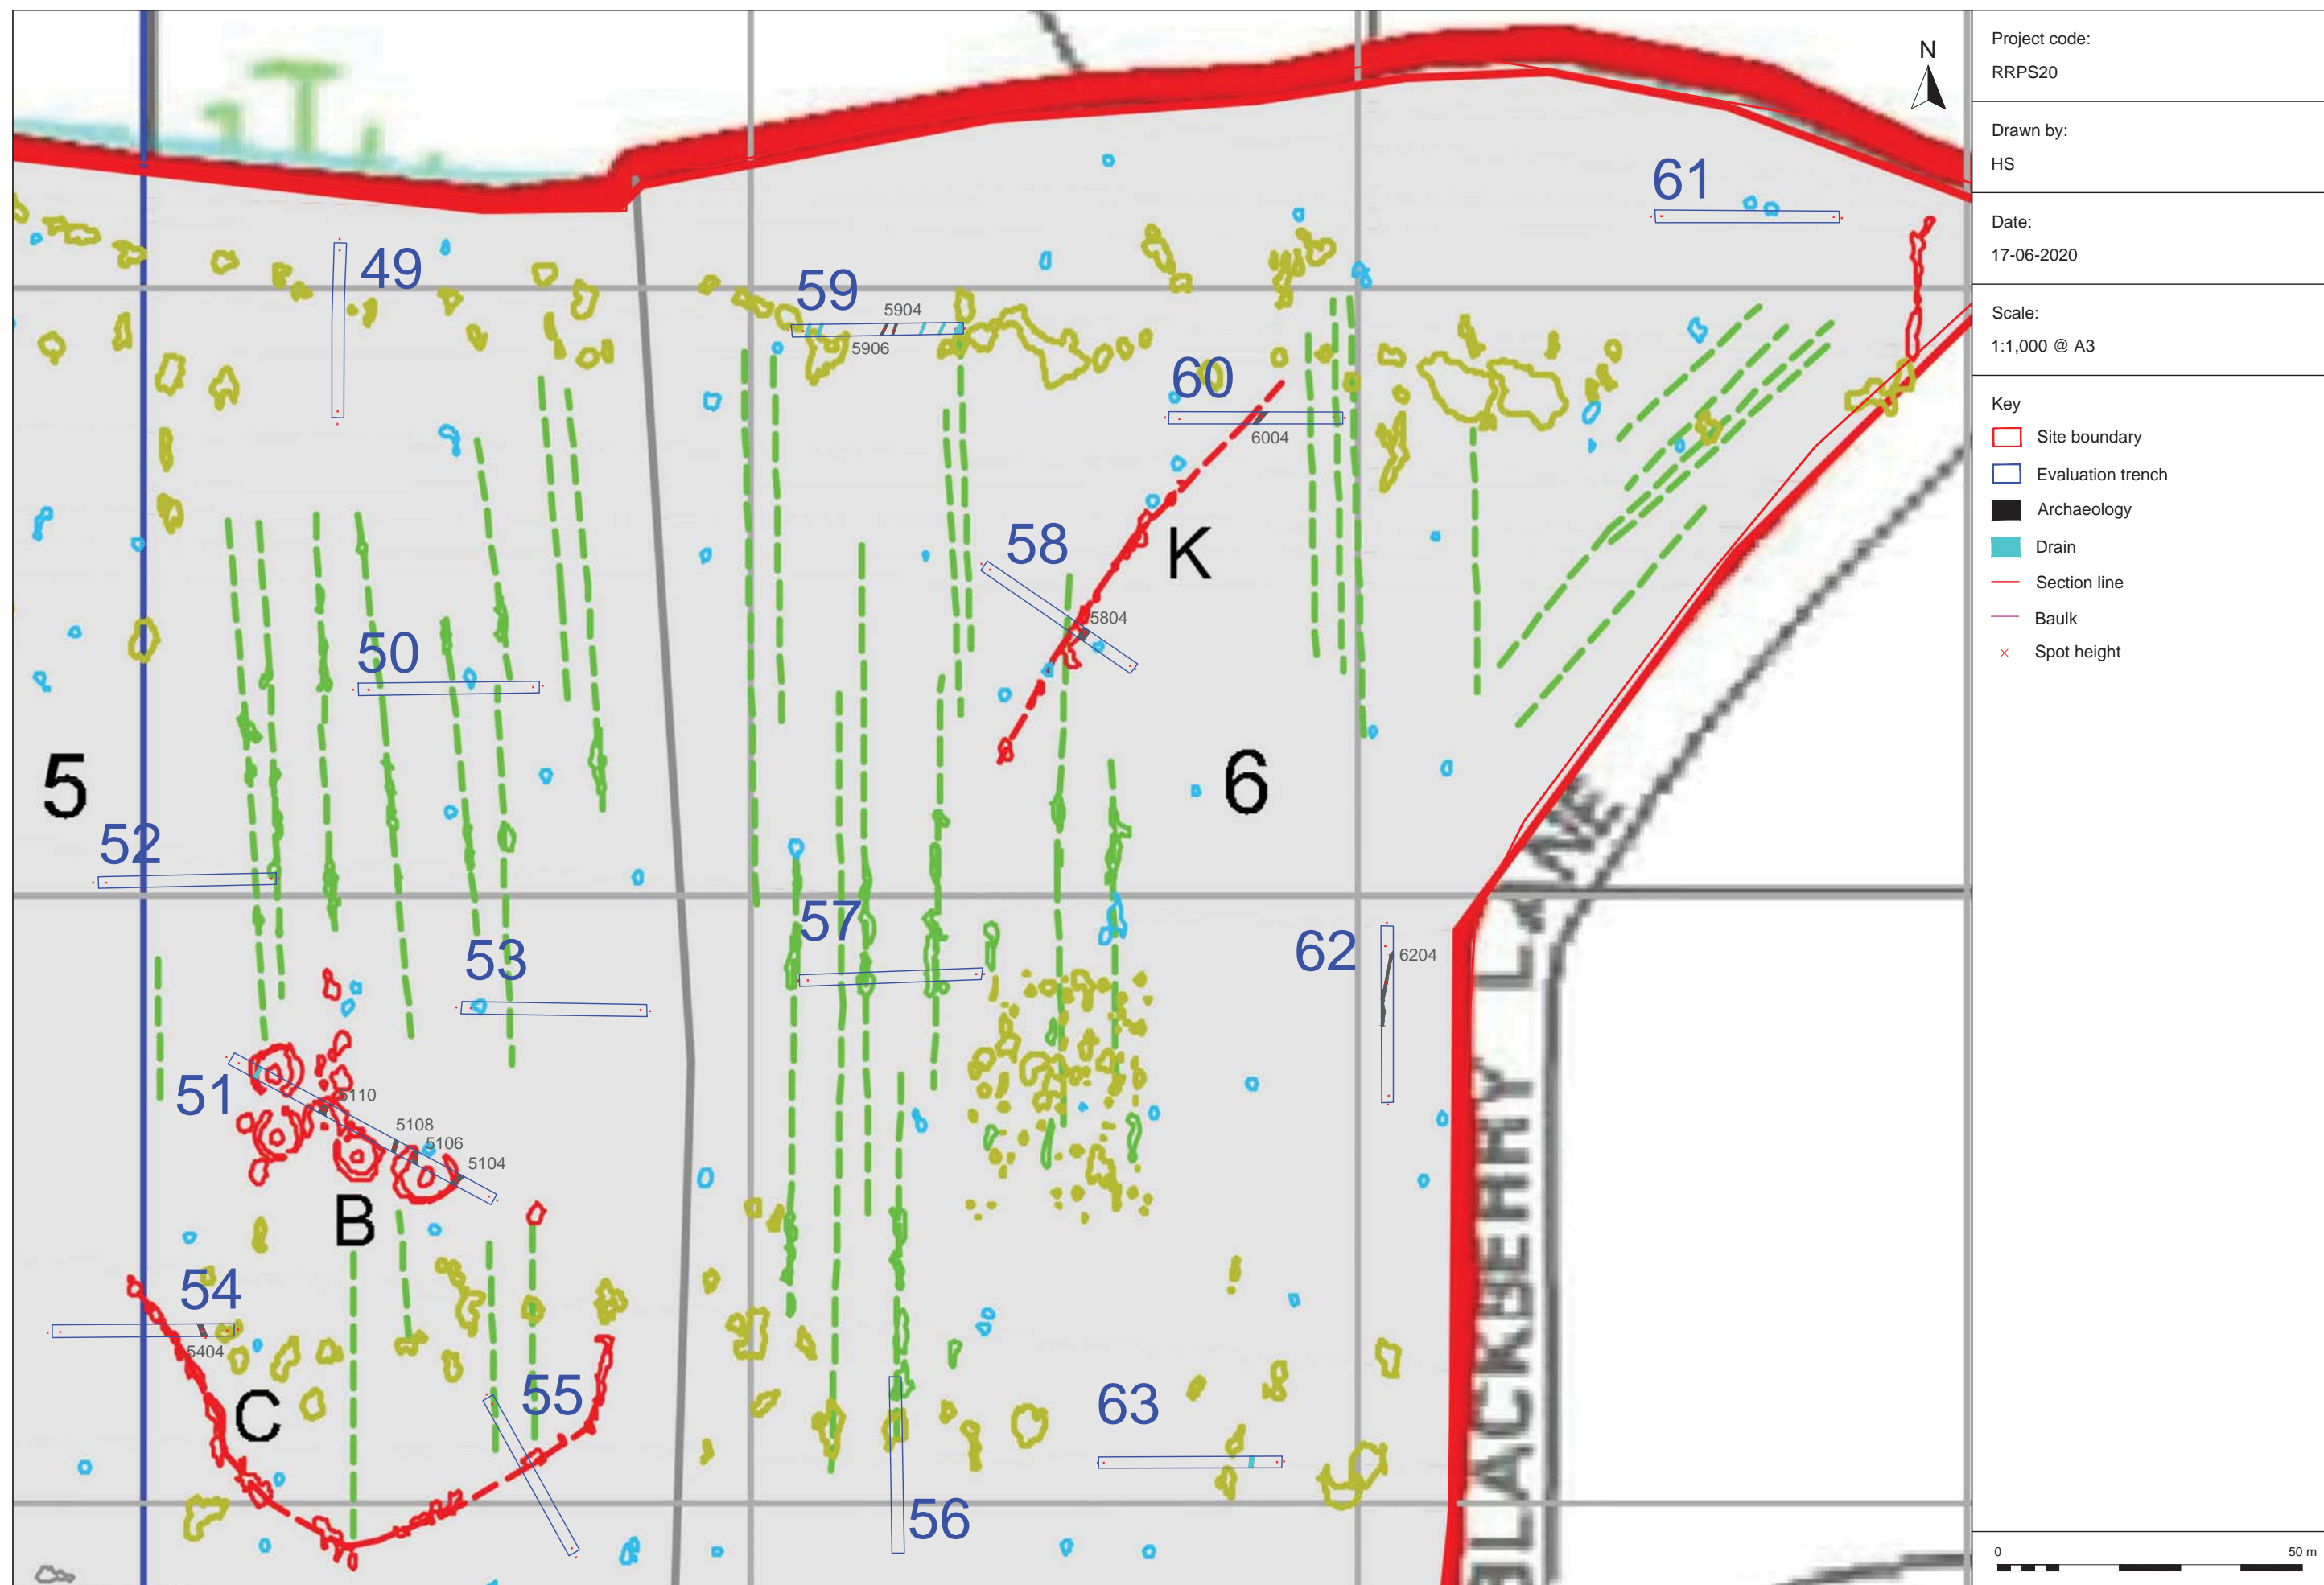 N
61
49
59
5904
5906
60
6004
58
K
5804
50
5
6
52
57
62
6204
53
51
5110
5108
5106
5104
B
54
5404
55
C
63
56
BLACKBERRY LANE
Project code:
RRPS20
Drawn by:
HS
Date:
17-06-2020
Scale:
1:1,000 @ A3
Key
Site boundary
Evaluation trench
Archaeology
Drain
Section line
Baulk
Spot height
0 50 m